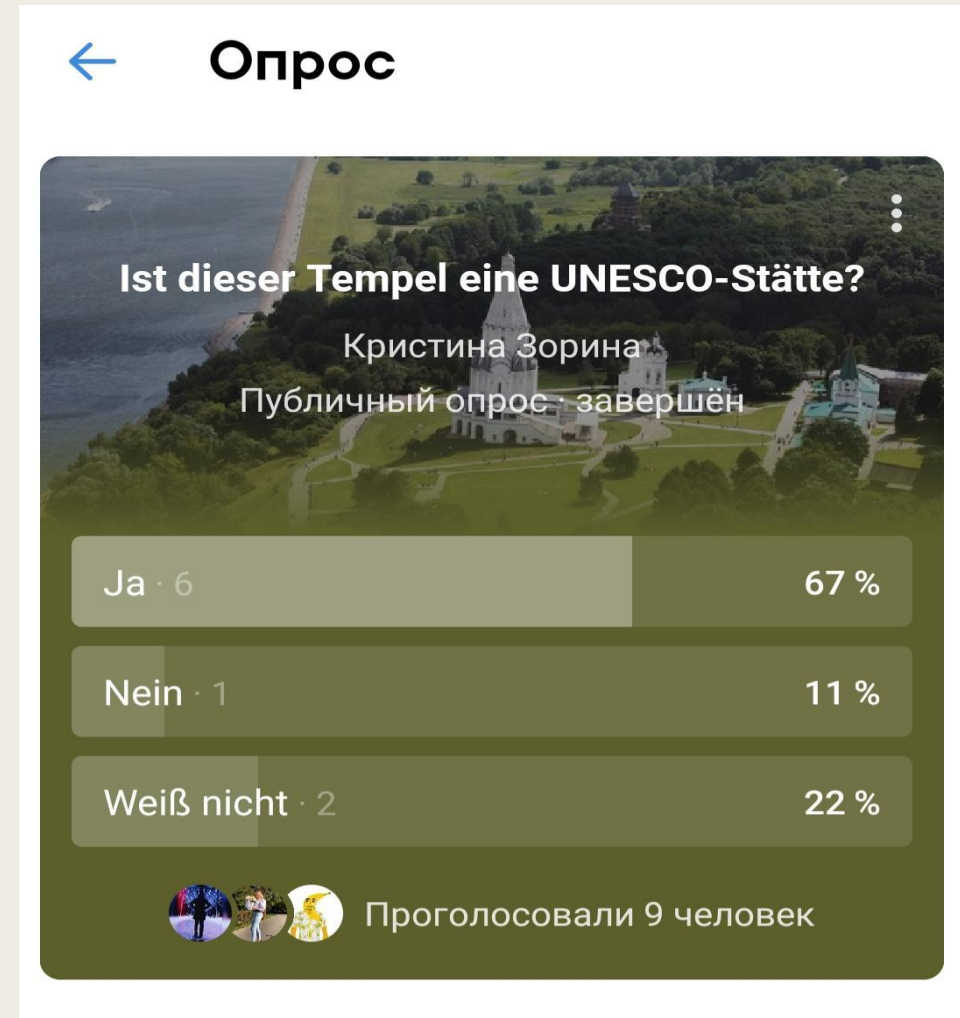 Опрос
Ist dieser Tempel eine UNESCO-Stätte?
Кристина Зорина
Публичный опрос · завершён
Ja · 6 67 %
Nein · 1 11 %
Weiß nicht · 2 22 %
Проголосовали 9 человек